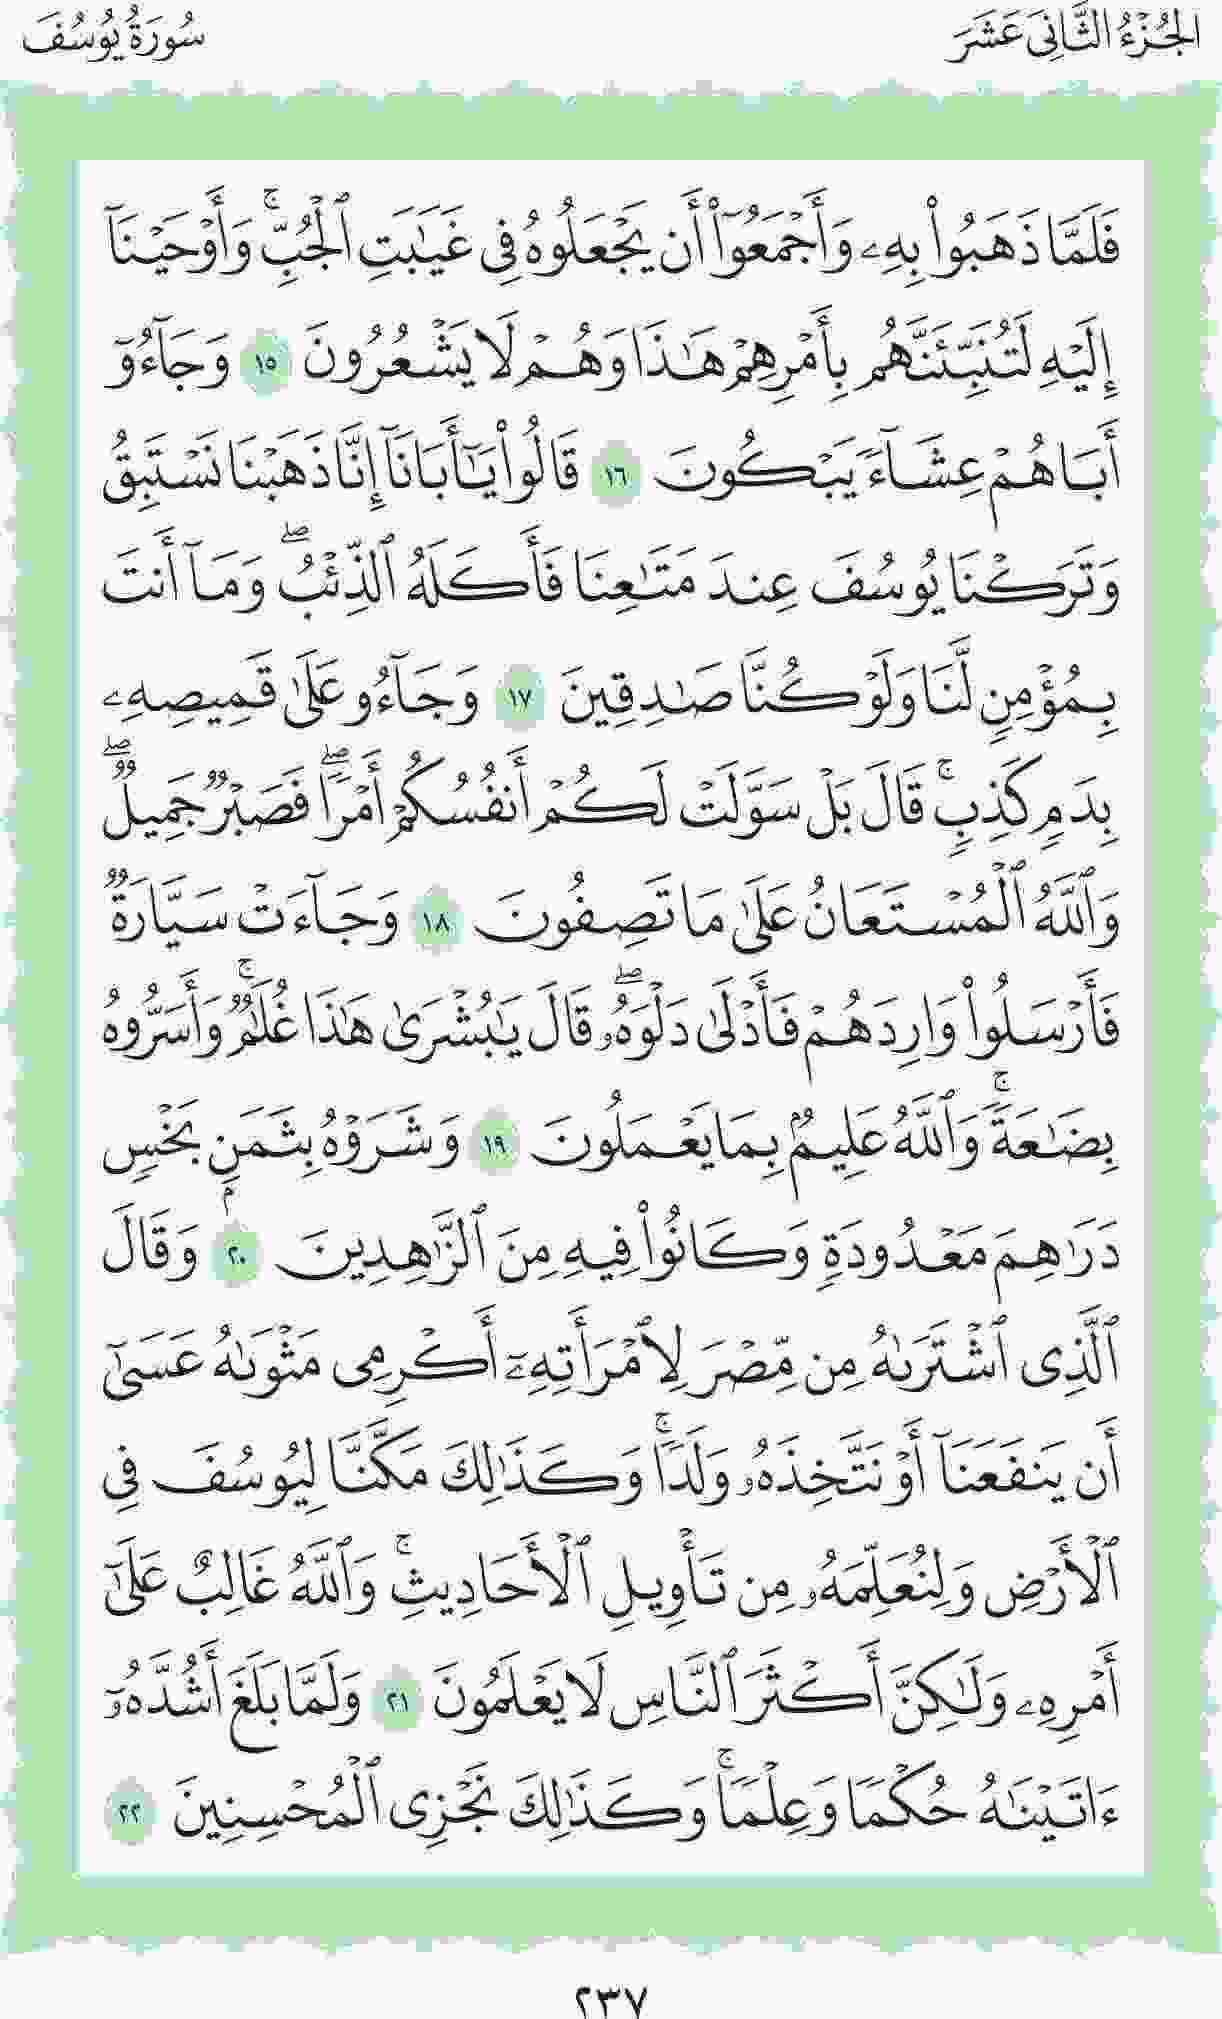 الجُزْءُ الثَّانِيَ عَشَرَ
سُورَةُ يُوسُفَ
فَلَمَّا ذَهَبُوا۟ بِهِۦ وَأَجْمَعُوٓا۟ أَن يَجْعَلُوهُ فِى غَيَـٰبَتِ ٱلْجُبِّ ۚ وَأَوْحَيْنَآ
إِلَيْهِ لَتُنَبِّئَنَّهُم بِأَمْرِهِمْ هَـٰذَا وَهُمْ لَا يَشْعُرُونَ ١٥ وَجَآءُوٓ
أَبَاهُمْ عِشَآءً يَبْكُونَ ١٦ قَالُوا۟ يَـٰٓأَبَانَآ إِنَّا ذَهَبْنَا نَسْتَبِقُ
وَتَرَكْنَا يُوسُفَ عِندَ مَتَـٰعِنَا فَأَكَلَهُ ٱلذِّئْبُ ۖ وَمَآ أَنتَ
بِمُؤْمِنٍ لَّنَا وَلَوْ كُنَّا صَـٰدِقِينَ ١٧ وَجَآءُو عَلَىٰ قَمِيصِهِۦ
بِدَمٍ كَذِبٍ ۚ قَالَ بَلْ سَوَّلَتْ لَكُمْ أَنفُسُكُمْ أَمْرًا ۖ فَصَبْرٌ جَمِيلٌ ۖ
وَٱللَّهُ ٱلْمُسْتَعَانُ عَلَىٰ مَا تَصِفُونَ ١٨ وَجَآءَتْ سَيَّارَةٌ
فَأَرْسَلُوا۟ وَارِدَهُمْ فَأَدْلَىٰ دَلْوَهُۥ ۖ قَالَ يَـٰبُشْرَىٰ هَـٰذَا غُلَـٰمٌ ۚ وَأَسَرُّوهُ
بِضَـٰعَةً ۚ وَٱللَّهُ عَلِيمٌۢ بِمَا يَعْمَلُونَ ١٩ وَشَرَوْهُ بِثَمَنٍۭ بَخْسٍ
دَرَٰهِمَ مَعْدُودَةٍ وَكَانُوا۟ فِيهِ مِنَ ٱلزَّٰهِدِينَ ٢٠ وَقَالَ
ٱلَّذِى ٱشْتَرَىٰهُ مِن مِّصْرَ لِٱمْرَأَتِهِۦٓ أَكْرِمِى مَثْوَىٰهُ عَسَىٰٓ
أَن يَنفَعَنَآ أَوْ نَتَّخِذَهُۥ وَلَدًا ۚ وَكَذَٰلِكَ مَكَّنَّا لِيُوسُفَ فِى
ٱلْأَرْضِ وَلِنُعَلِّمَهُۥ مِن تَأْوِيلِ ٱلْأَحَادِيثِ ۚ وَٱللَّهُ غَالِبٌ عَلَىٰٓ
أَمْرِهِۦ وَلَـٰكِنَّ أَكْثَرَ ٱلنَّاسِ لَا يَعْلَمُونَ ٢١ وَلَمَّا بَلَغَ أَشُدَّهُۥٓ
ءَاتَيْنَـٰهُ حُكْمًا وَعِلْمًا ۚ وَكَذَٰلِكَ نَجْزِى ٱلْمُحْسِنِينَ ٢٢
٢٣٧